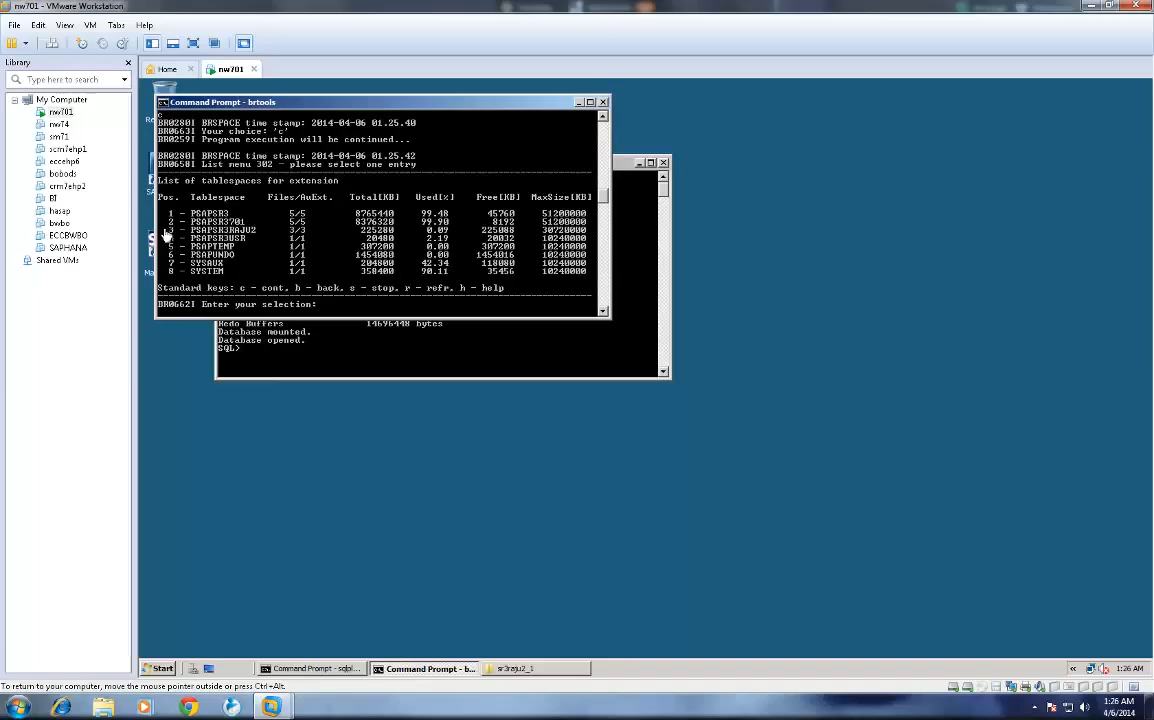 nw701 - VMware Workstation
File Edit View VM Tabs Help
Library
Type here to search
My Computer
nw701
nw74
sm71
scm7ehp1
eccehp6
bobods
crm7ehp2
BI
hasap
bwbo
ECCBWBO
SAPHANA
Shared VMs
Home
nw701
Command Prompt - brtools
c
BR0280I BRSPACE time stamp: 2014-04-06 01.25.40
BR0663I Your choice: 'c'
BR0259I Program execution will be continued...
BR0280I BRSPACE time stamp: 2014-04-06 01.25.42
BR0658I List menu 302 - please select one entry
List of tablespaces for extension
Pos. Tablespace Files/AuExt. Total[KB] Used[%] Free[KB] MaxSize[KB]
1 - PSAPSR3 5/5 8765440 99.48 45760 51200000
2 - PSAPSR3701 5/5 8376320 99.90 8192 51200000
3 - PSAPSR3RAJU2 3/3 225280 0.09 225088 30720000
- PSAPSR3USR 1/1 20480 2.19 20032 10240000
5 - PSAPTEMP 1/1 307200 0.00 307200 10240000
6 - PSAPUNDO 1/1 1454080 0.00 1454016 10240000
7 - SYSAUX 1/1 204800 42.34 118080 10240000
8 - SYSTEM 1/1 358400 90.11 35456 10240000
Standard keys: c - cont, b - back, s - stop, r - refr, h - help
BR0662I Enter your selection:
Redo Buffers 14696448 bytes
Database mounted.
Database opened.
SQL>
Start
Command Prompt - sqlpl...
Command Prompt - b...
sr3raju2_1
1:26 AM
To return to your computer, move the mouse pointer outside or press Ctrl+Alt.
1:26 AM
4/6/2014